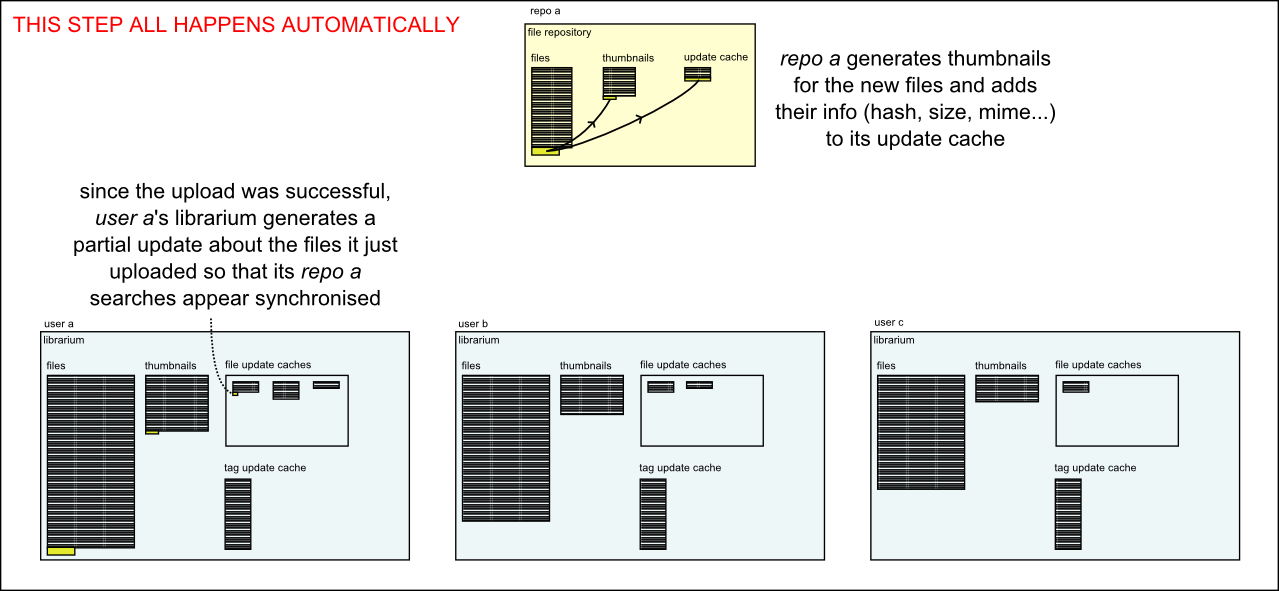 THIS STEP ALL HAPPENS AUTOMATICALLY
repo a
file repository
files
thumbnails
update cache
repo a generates thumbnails
for the new files and adds
their info (hash, size, mime...)
to its update cache
since the upload was successful,
user a's librarium generates a
partial update about the files it just
uploaded so that its repo a
searches appear synchronised
user a
librarium
files
thumbnails
file update caches
tag update cache
user b
librarium
files
thumbnails
file update caches
tag update cache
user c
librarium
files
thumbnails
file update cache
tag update cache